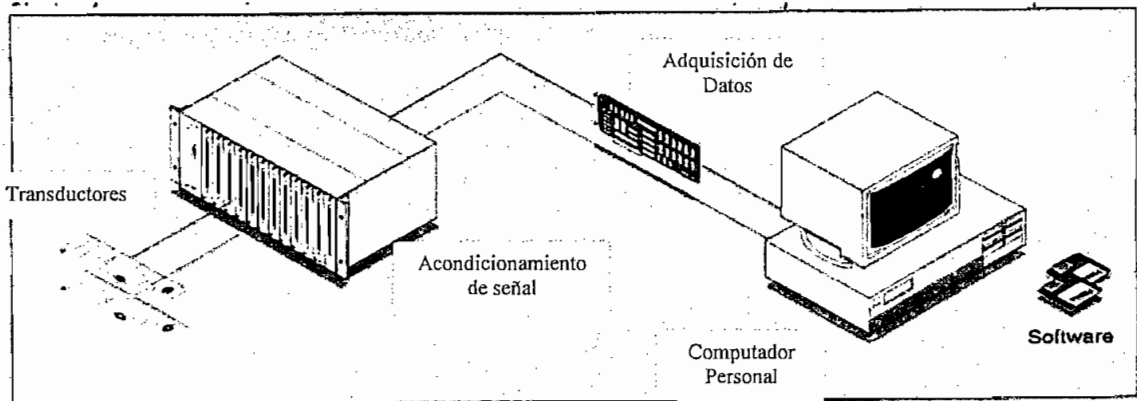 Adquisición de
Datos
Transductores
Acondicionamiento
de señal
Computador
Personal
Software